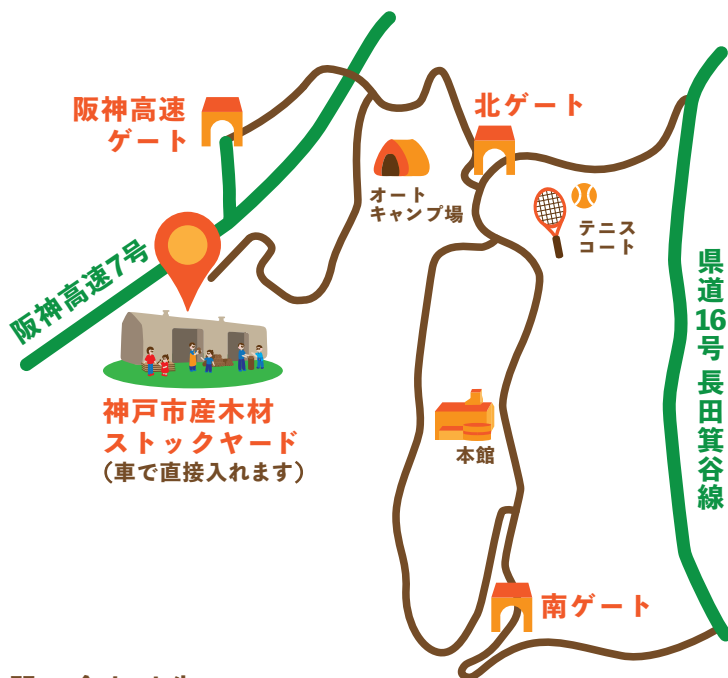 阪神高速
ゲート
北ゲート
オート
キャンプ場
テニス
コート
阪神高速7号
県道16号 長田箕谷線
神戸市産木材
ストックヤード
（車で直接入れます）
本館
南ゲート